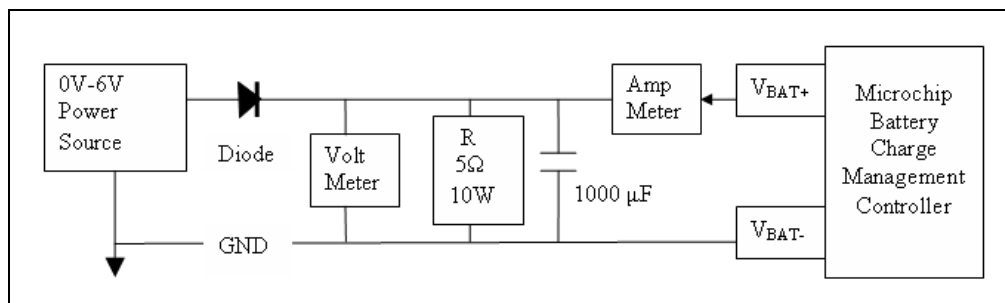 0V-6V
Power
Source
Diode
GND
Volt
Meter
R
5Ω
10W
1000 µF
Amp
Meter
VBAT+
VBAT-
Microchip
Battery
Charge
Management
Controller